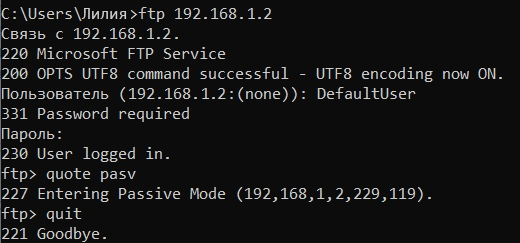 C:\Users\Лилия>ftp 192.168.1.2
Связь с 192.168.1.2.
220 Microsoft FTP Service
200 OPTS UTF8 command successful - UTF8 encoding now ON.
Пользователь (192.168.1.2:(none)): DefaultUser
331 Password required
Пароль:
230 User logged in.
ftp> quote pasv
227 Entering Passive Mode (192,168,1,2,229,119).
ftp> quit
221 Goodbye.